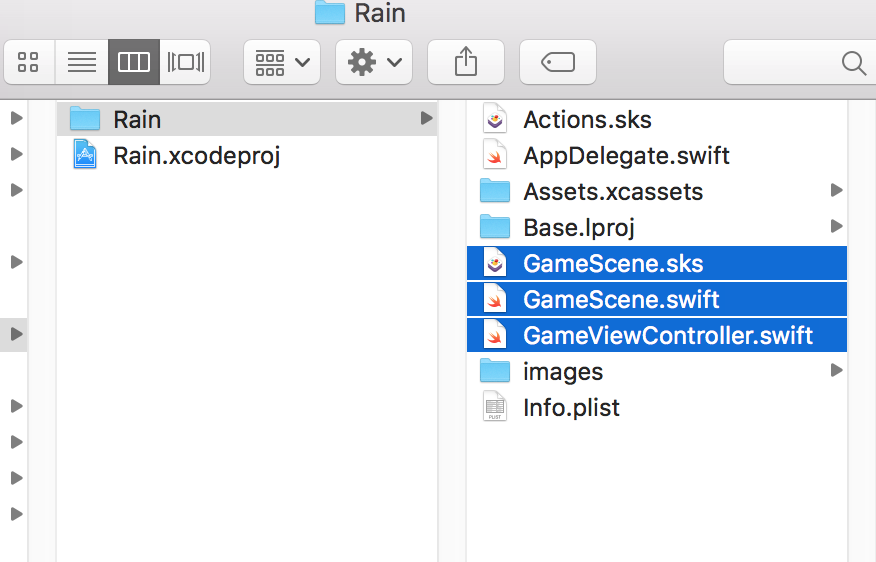 Rain
Rain
Rain.xcodeproj
Actions.sks
AppDelegate.swift
Assets.xcassets
Base.lproj
GameScene.sks
GameScene.swift
GameViewController.swift
images
Info.plist
PLIST